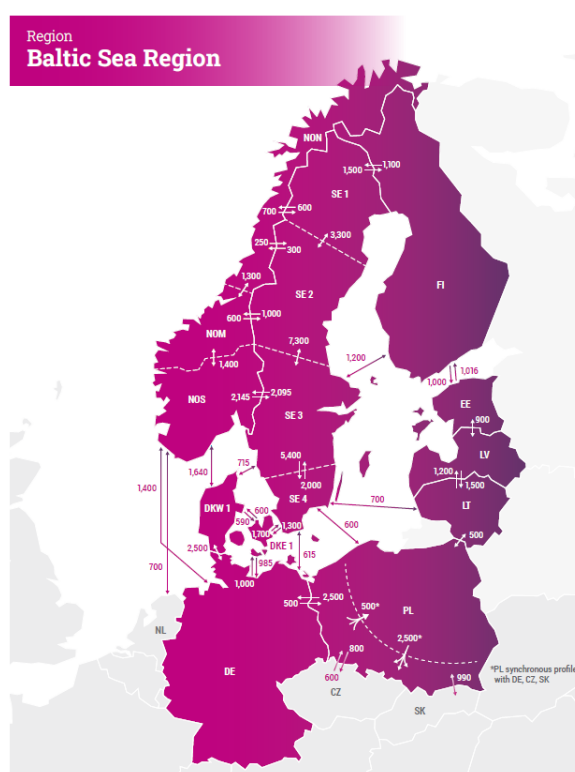 Region
Baltic Sea Region
NON
1,500
1,100
SE 1
700
600
250
300
3,300
FI
1,300
SE 2
600
1,000
NOM
7,300
1,400
1,200
1,000
1,016
NOS
2,145
2,095
SE 3
EE
900
LV
1,640
715
5,400
2,000
1,200
1,500
1,400
SE 4
700
LT
DKW 1
600
590
1,700
1,300
600
500
DKE 1
2,500
985
615
700
1,000
500
2,500
500*
PL
NL
2,500*
800
DE
600
990
*PL synchronous profile
with DE, CZ, SK
CZ
SK